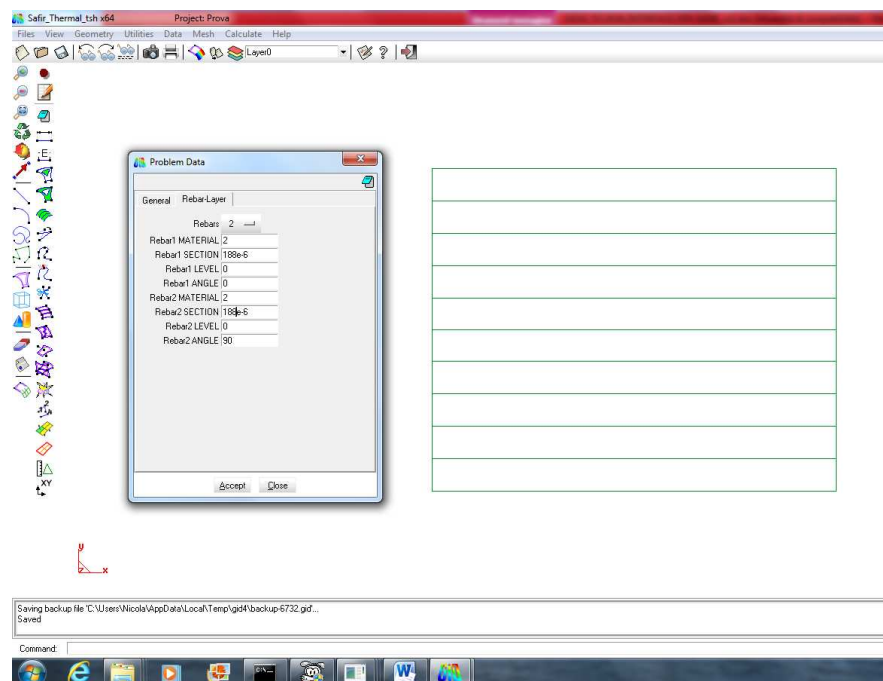 Safir_Thermal_tsh x64 Project: Prova
Files View Geometry Utilities Data Mesh Calculate Help
Layer0
Problem Data
General Rebar-Layer
Rebars 2
Rebar1 MATERIAL 2
Rebar1 SECTION 188e-6
Rebar1 LEVEL 0
Rebar1 ANGLE 0
Rebar2 MATERIAL 2
Rebar2 SECTION
Rebar2 LEVEL 0
Rebar2 ANGLE 90
Accept Close
y
z x
Saving backup file 'C:\Users\Nicola\AppData\Local\Temp\gid4\backup-6732.gid'...
Saved
Command: